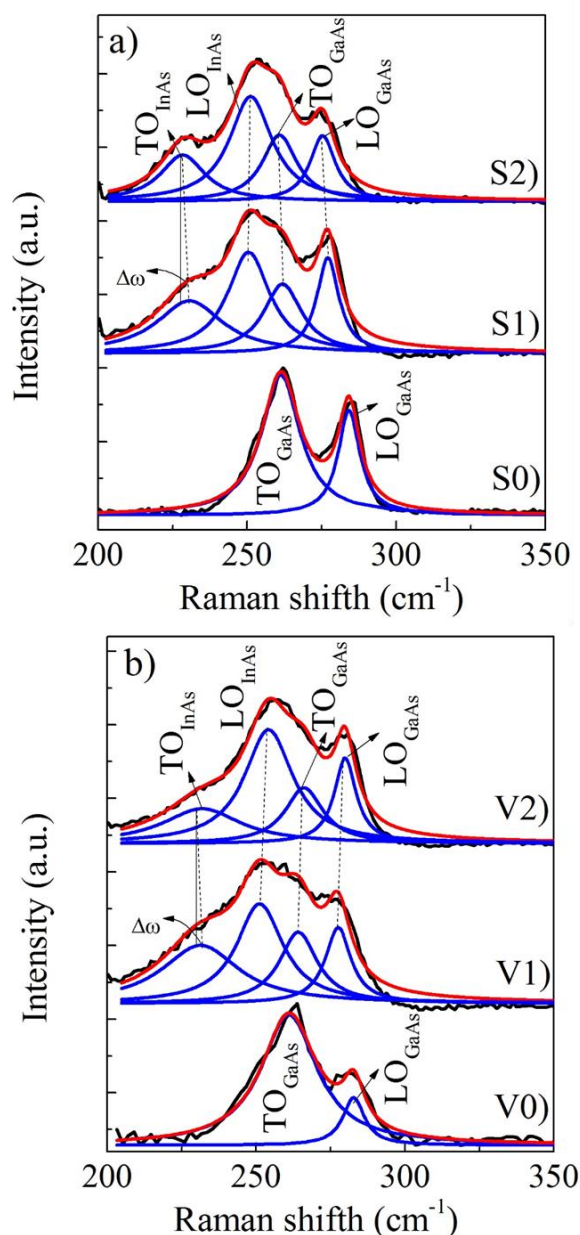 a)
TO_InAs
LO_InAs
TO_GaAs
LO_GaAs
S2)
Δω
S1)
TO_GaAs
LO_GaAs
S0)
Intensity (a.u.)
200 250 300 350
Raman shifth (cm⁻¹)
b)
TO_InAs
LO_InAs
TO_GaAs
LO_GaAs
V2)
Δω
V1)
TO_GaAs
LO_GaAs
V0)
Intensity (a.u.)
200 250 300 350
Raman shifth (cm⁻¹)